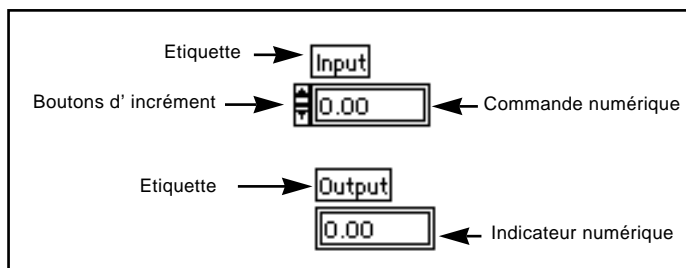 Etiquette
Input
Boutons d' incrément
0.00
Commande numérique
Etiquette
Output
0.00
Indicateur numérique